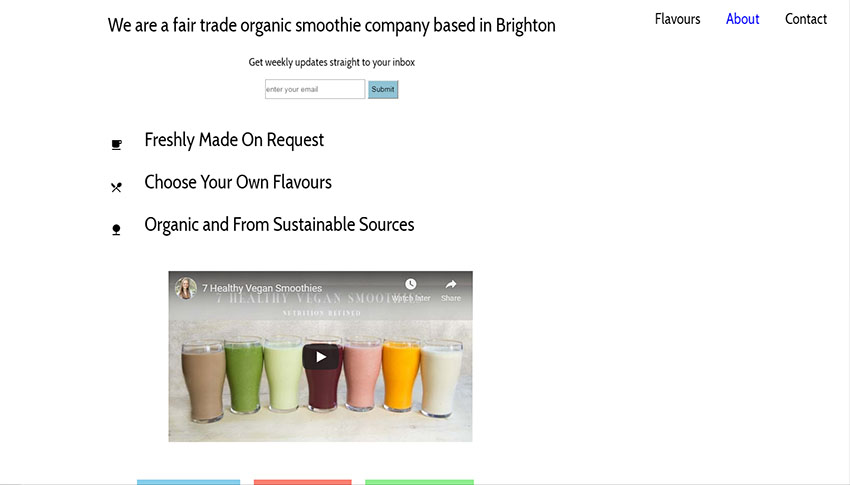 We are a fair trade organic smoothie company based in Brighton
Flavours About Contact
Get weekly updates straight to your inbox
enter your email Submit
Freshly Made On Request
Choose Your Own Flavours
Organic and From Sustainable Sources
7 Healthy Vegan Smoothies
Watch later Share
7 HEALTHY VEGAN SMOOTHIES
NUTRITION REFINED